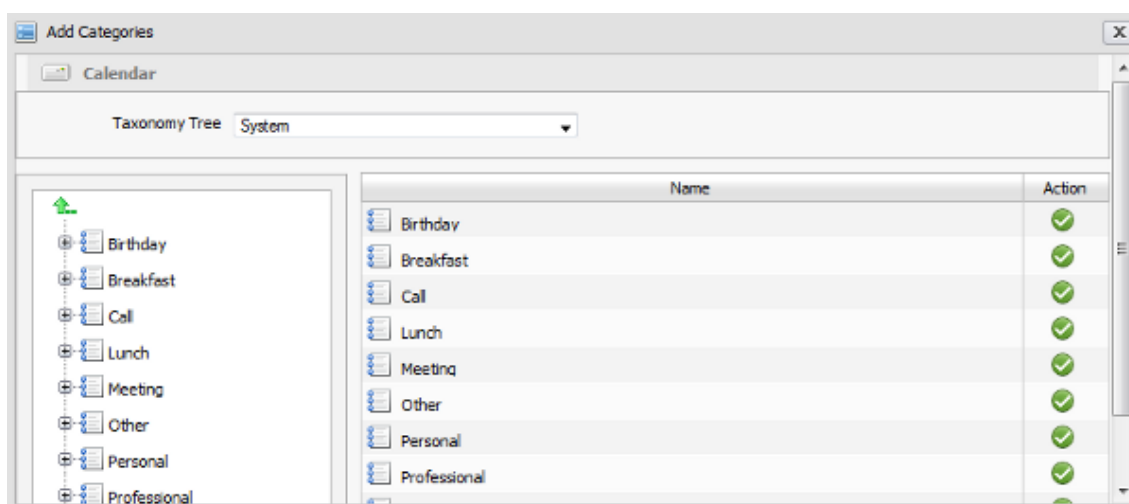 Add Categories
Calendar
Taxonomy Tree System
Birthday
Breakfast
Call
Lunch
Meeting
Other
Personal
Professional
Name Action
Birthday
Breakfast
Call
Lunch
Meeting
Other
Personal
Professional